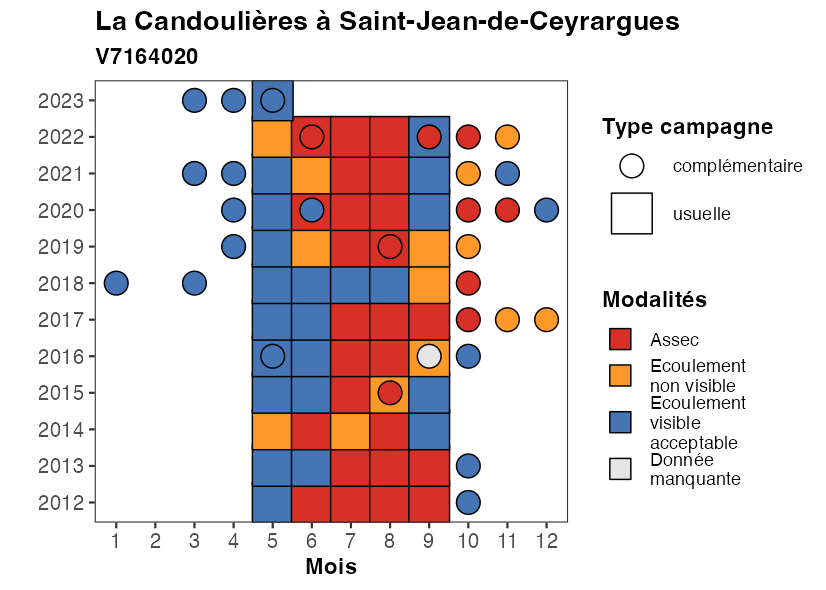 La Candoulières à Saint-Jean-de-Ceyrargues
V7164020
2023
2022
2021
2020
2019
2018
2017
2016
2015
2014
2013
2012
1 2 3 4 5 6 7 8 9 10 11 12
Mois
Type campagne
complémentaire
usuelle
Modalités
Assec
Ecoulement
non visible
Ecoulement
visible
acceptable
Donnée
manquante